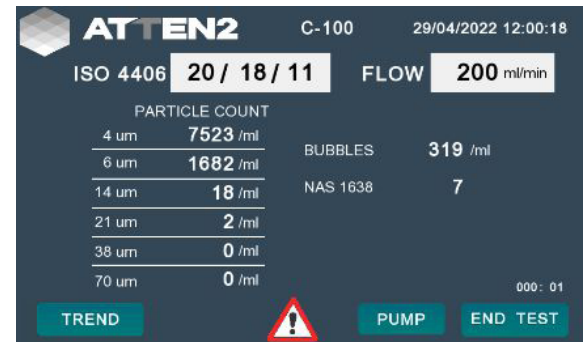 ATTEN2 C-100 29/04/2022 12:00:18
ISO 4406 20 / 18 / 11 FLOW 200 ml/min
PARTICLE COUNT
4 um 7523 /ml
6 um 1682 /ml
14 um 18 /ml
21 um 2 /ml
38 um 0 /ml
70 um 0 /ml
BUBBLES 319 /ml
NAS 1638 7
000: 01
TREND ! PUMP END TEST